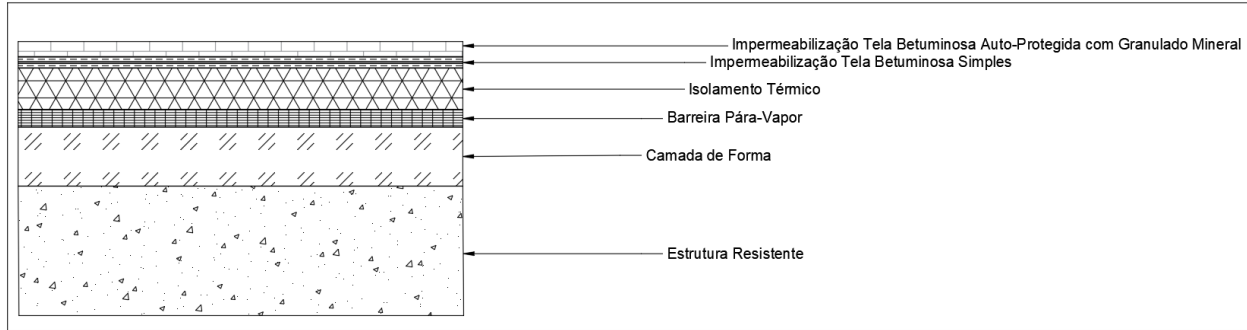 Impermeabilização Tela Betuminosa Auto-Protegida com Granulado Mineral
Impermeabilização Tela Betuminosa Simples
Isolamento Térmico
Barreira Pára-Vapor
Camada de Forma
Estrutura Resistente